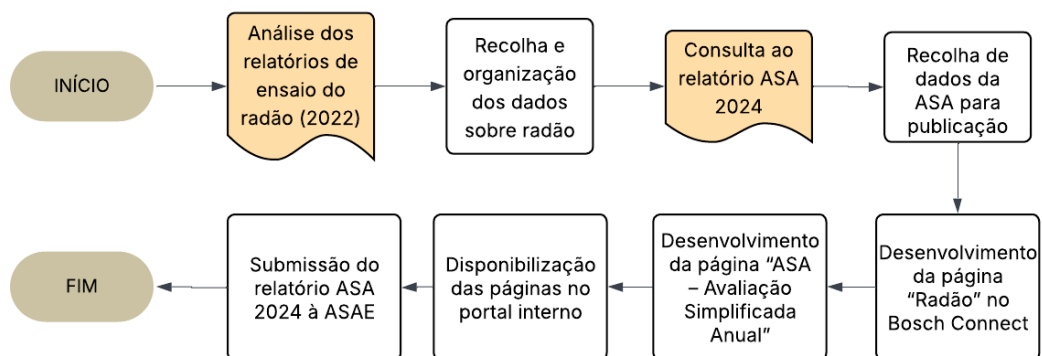 INÍCIO
Análise dos
relatórios de
ensaio do
radão (2022)
Recolha e
organização
dos dados
sobre radão
Consulta ao
relatório ASA
2024
Recolha de
dados da
ASA para
publicação
Desenvolvimento
da página
“Radão” no
Bosch Connect
Desenvolvimento
da página “ASA
– Avaliação
Simplificada
Anual”
Disponibilização
das páginas no
portal interno
Submissão do
relatório ASA
2024 à ASAE
FIM